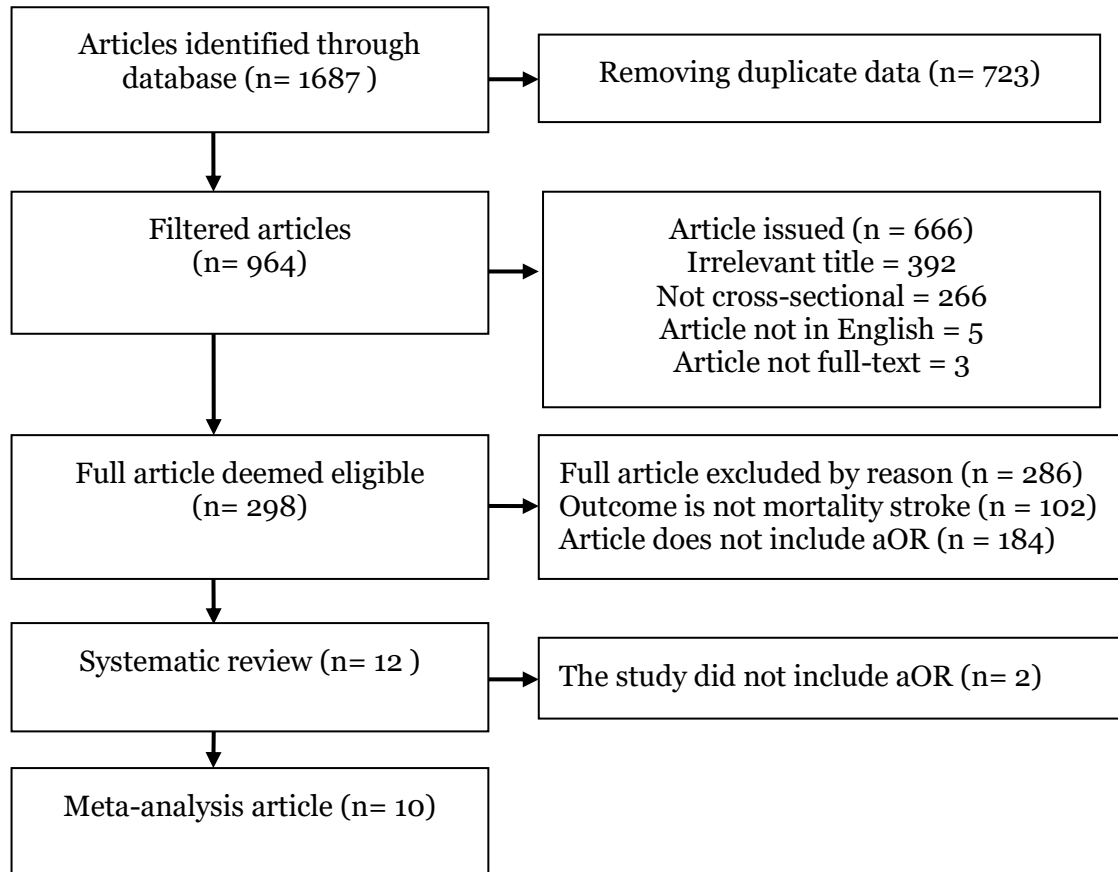 Articles identified through
database (n= 1687 )
Removing duplicate data (n= 723)
Filtered articles
(n= 964)
Article issued (n = 666)
Irrelevant title = 392
Not cross-sectional = 266
Article not in English = 5
Article not full-text = 3
Full article deemed eligible
(n= 298)
Full article excluded by reason (n = 286)
Outcome is not mortality stroke (n = 102)
Article does not include aOR (n = 184)
Systematic review (n= 12 )
The study did not include aOR (n= 2)
Meta-analysis article (n= 10)